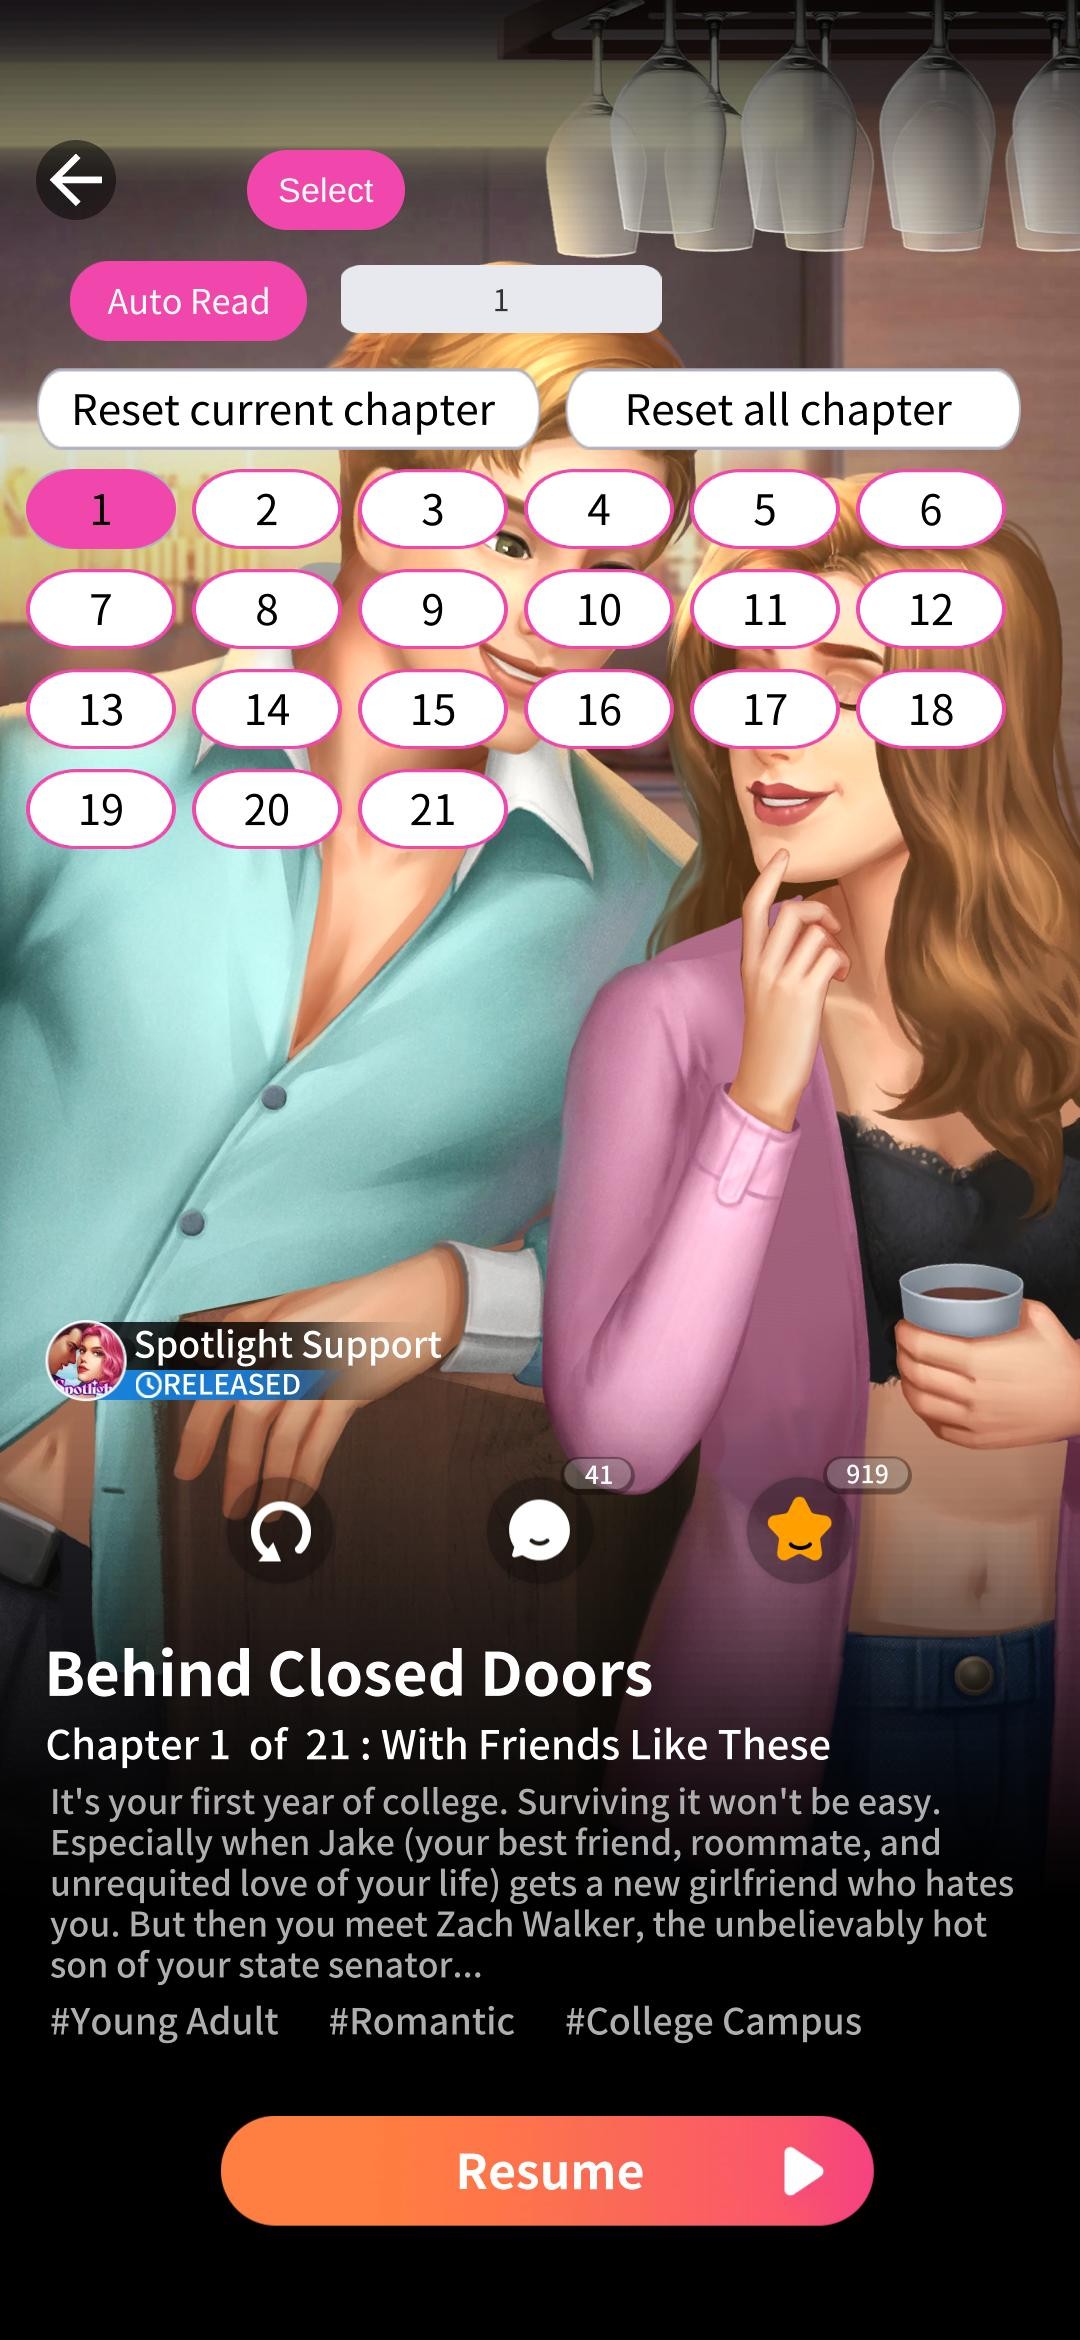 Select
Auto Read
1
Reset current chapter
Reset all chapter
1 2 3 4 5 6
7 8 9 10 11 12
13 14 15 16 17 18
19 20 21
Spotlight Support
RELEASED
41
919
Behind Closed Doors
Chapter 1 of 21 : With Friends Like These
It's your first year of college. Surviving it won't be easy.
Especially when Jake (your best friend, roommate, and
unrequited love of your life) gets a new girlfriend who hates
you. But then you meet Zach Walker, the unbelievably hot
son of your state senator...
#Young Adult #Romantic #College Campus
Resume